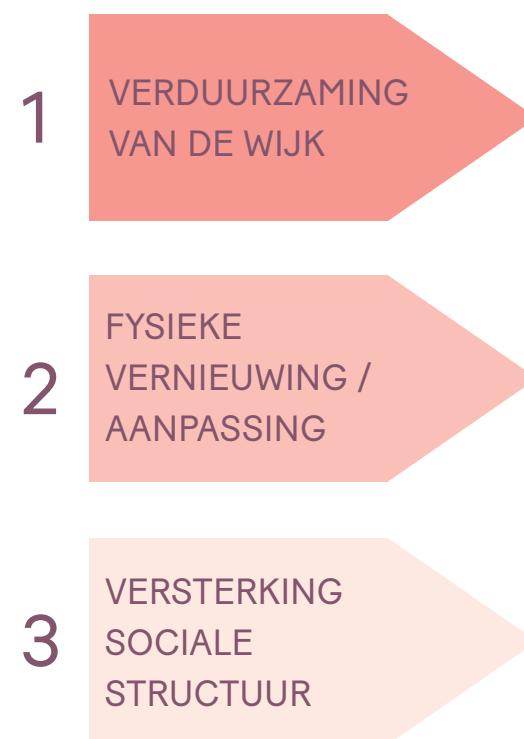 1
VERDUURZAMING
VAN DE WIJK
2
FYSIEKE
VERNIEUWING /
AANPASSING
3
VERSTERKING
SOCIALE
STRUCTUUR